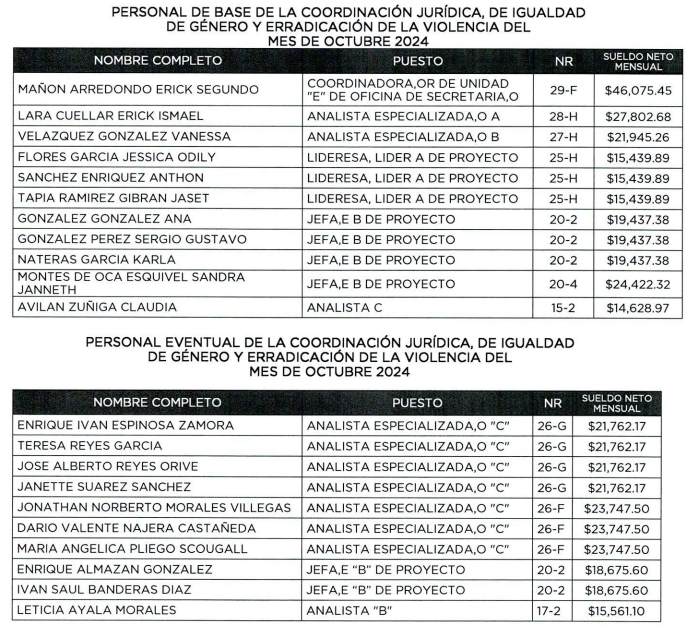 PERSONAL DE BASE DE LA COORDINACIÓN JURÍDICA, DE IGUALDAD
DE GÉNERO Y ERRADICACIÓN DE LA VIOLENCIA DEL
MES DE OCTUBRE 2024
NOMBRE COMPLETO PUESTO NR SUELDO NETO MENSUAL
MAÑON ARREDONDO ERICK SEGUNDO COORDINADORA,OR DE UNIDAD "E" DE OFICINA DE SECRETARIA,O 29-F $46,075.45
LARA CUELLAR ERICK ISMAEL ANALISTA ESPECIALIZADA,O A 28-H $27,802.68
VELAZQUEZ GONZALEZ VANESSA ANALISTA ESPECIALIZADA,O B 27-H $21,945.26
FLORES GARCIA JESSICA ODILY LIDERESA, LIDER A DE PROYECTO 25-H $15,439.89
SANCHEZ ENRIQUEZ ANTHON LIDERESA, LIDER A DE PROYECTO 25-H $15,439.89
TAPIA RAMIREZ GIBRAN JASET LIDERESA, LIDER A DE PROYECTO 25-H $15,439.89
GONZALEZ GONZALEZ ANA JEFA,E B DE PROYECTO 20-2 $19,437.38
GONZALEZ PEREZ SERGIO GUSTAVO JEFA,E B DE PROYECTO 20-2 $19,437.38
NATERAS GARCIA KARLA JEFA,E B DE PROYECTO 20-2 $19,437.38
MONTES DE OCA ESQUIVEL SANDRA JANNETH JEFA,E B DE PROYECTO 20-4 $24,422.32
AVILAN ZUÑIGA CLAUDIA ANALISTA C 15-2 $14,628.97
PERSONAL EVENTUAL DE LA COORDINACIÓN JURÍDICA, DE IGUALDAD
DE GÉNERO Y ERRADICACIÓN DE LA VIOLENCIA DEL
MES DE OCTUBRE 2024
NOMBRE COMPLETO PUESTO NR SUELDO NETO MENSUAL
ENRIQUE IVAN ESPINOSA ZAMORA ANALISTA ESPECIALIZADA,O "C" 26-G $21,762.17
TERESA REYES GARCIA ANALISTA ESPECIALIZADA,O "C" 26-G $21,762.17
JOSE ALBERTO REYES ORIVE ANALISTA ESPECIALIZADA,O "C" 26-G $21,762.17
JANETTE SUAREZ SANCHEZ ANALISTA ESPECIALIZADA,O "C" 26-G $21,762.17
JONATHAN NORBERTO MORALES VILLEGAS ANALISTA ESPECIALIZADA,O "C" 26-F $23,747.50
DARIO VALENTE NAJERA CASTAÑEDA ANALISTA ESPECIALIZADA,O "C" 26-F $23,747.50
MARIA ANGELICA PLIEGO SCOUGALL ANALISTA ESPECIALIZADA,O "C" 26-F $23,747.50
ENRIQUE ALMAZAN GONZALEZ JEFA,E “B” DE PROYECTO 20-2 $18,675.60
IVAN SAUL BANDERAS DIAZ JEFA,E “B” DE PROYECTO 20-2 $18,675.60
LETICIA AYALA MORALES ANALISTA "B" 17-2 $15,561.10